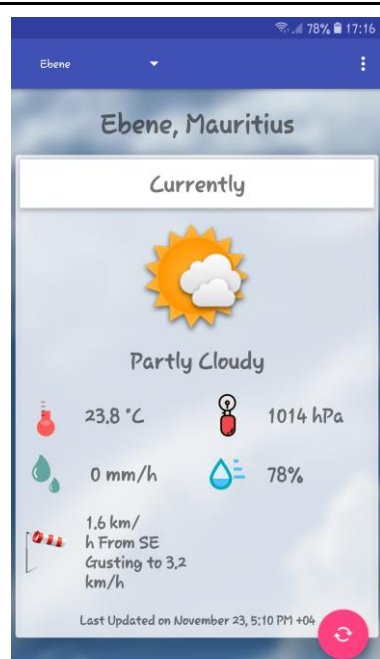 78% 17:16
Ebene
Ebene, Mauritius
Currently
Partly Cloudy
23.8 °C 1014 hPa
0 mm/h 78%
1.6 km/
h From SE
Gusting to 3.2
km/h
Last Updated on November 23, 5:10 PM +04